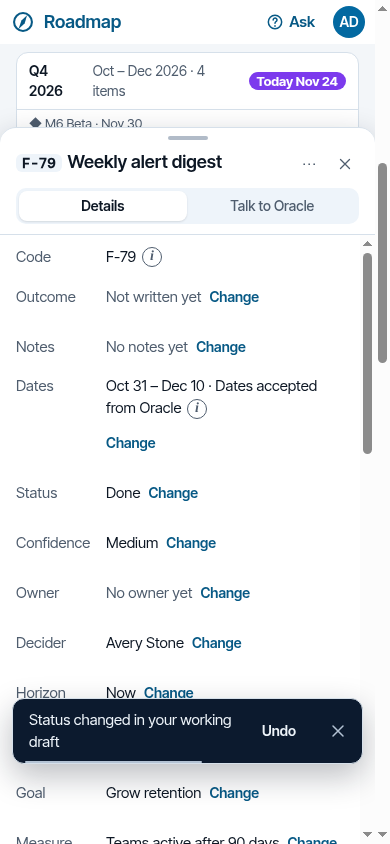 Roadmap
Ask
AD
Q4 2026
Oct – Dec 2026 · 4 items
Today Nov 24
M6 Beta · Nov 30
F-79 Weekly alert digest
Details
Talk to Oracle
Code
F-79
Outcome
Not written yet Change
Notes
No notes yet Change
Dates
Oct 31 – Dec 10 · Dates accepted
from Oracle
Change
Status
Done Change
Confidence
Medium Change
Owner
No owner yet Change
Decider
Avery Stone Change
Horizon
Now Change
Status changed in your working
draft
Undo
Goal
Grow retention Change
Measure
Teams active after 90 days Change